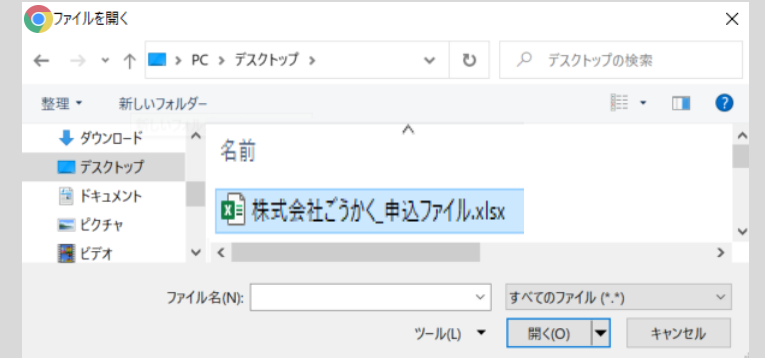 ファイルを開く
PC デスクトップ
デスクトップの検索
整理 新しいフォルダー
ダウンロード
デスクトップ
ドキュメント
ピクチャ
ビデオ
名前
株式会社ごうかく_申込ファイル.xlsx
ファイル名(N):
すべてのファイル (*.*)
ツール(L)
開く(O)
キャンセル